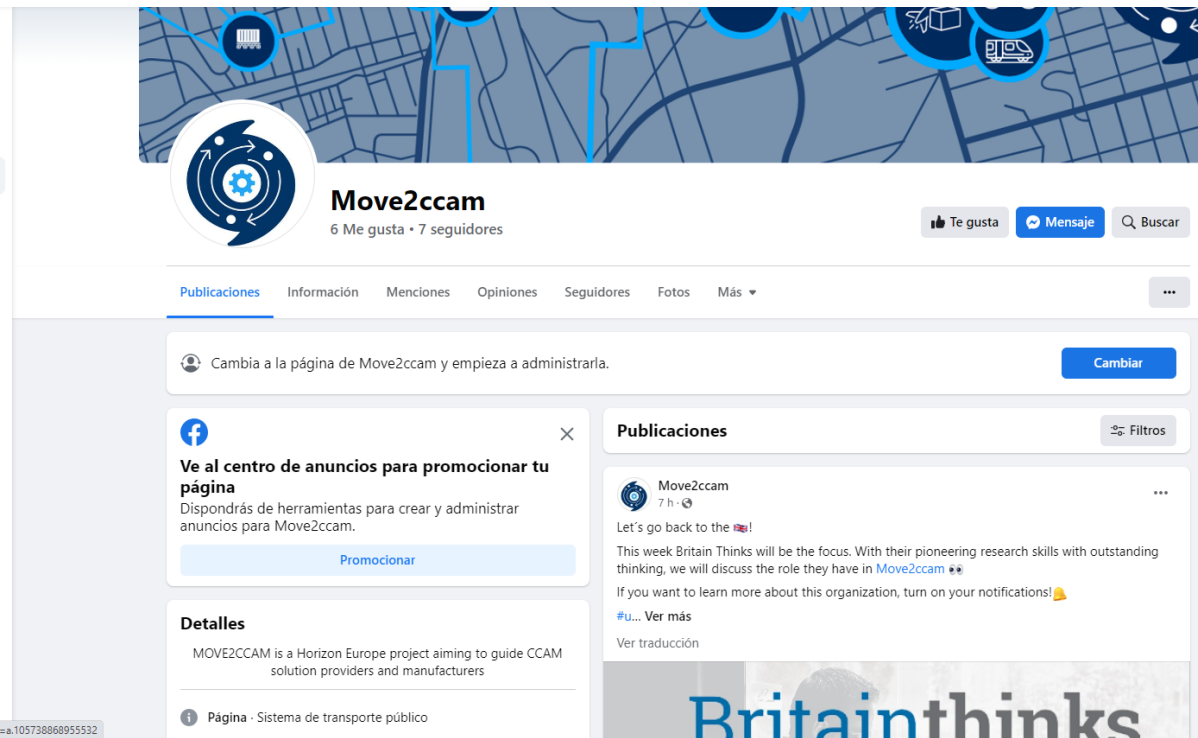 Move2ccam
6 Me gusta • 7 seguidores
Te gusta
Mensaje
Buscar
Publicaciones
Información
Menciones
Opiniones
Seguidores
Fotos
Más
Cambia a la página de Move2ccam y empieza a administrarla.
Cambiar
Ve al centro de anuncios para promocionar tu
página
Dispondrás de herramientas para crear y administrar
anuncios para Move2ccam.
Promocionar
Detalles
MOVE2CCAM is a Horizon Europe project aiming to guide CCAM
solution providers and manufacturers
Página · Sistema de transporte público
Publicaciones
Filtros
Move2ccam
7 h ·
Let´s go back to the 🇬🇧!
This week Britain Thinks will be the focus. With their pioneering research skills with outstanding
thinking, we will discuss the role they have in Move2ccam 👀
If you want to learn more about this organization, turn on your notifications!🔔
#u... Ver más
Ver traducción
Britainthinks
=a.105738868955532